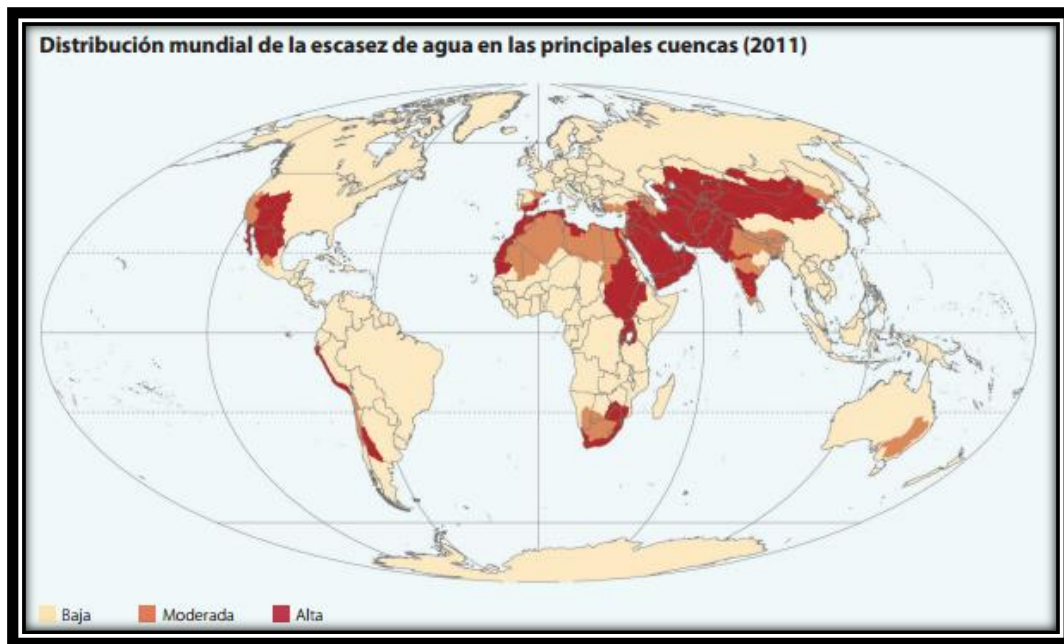 Distribución mundial de la escasez de agua en las principales cuencas (2011)
Baja Moderada Alta